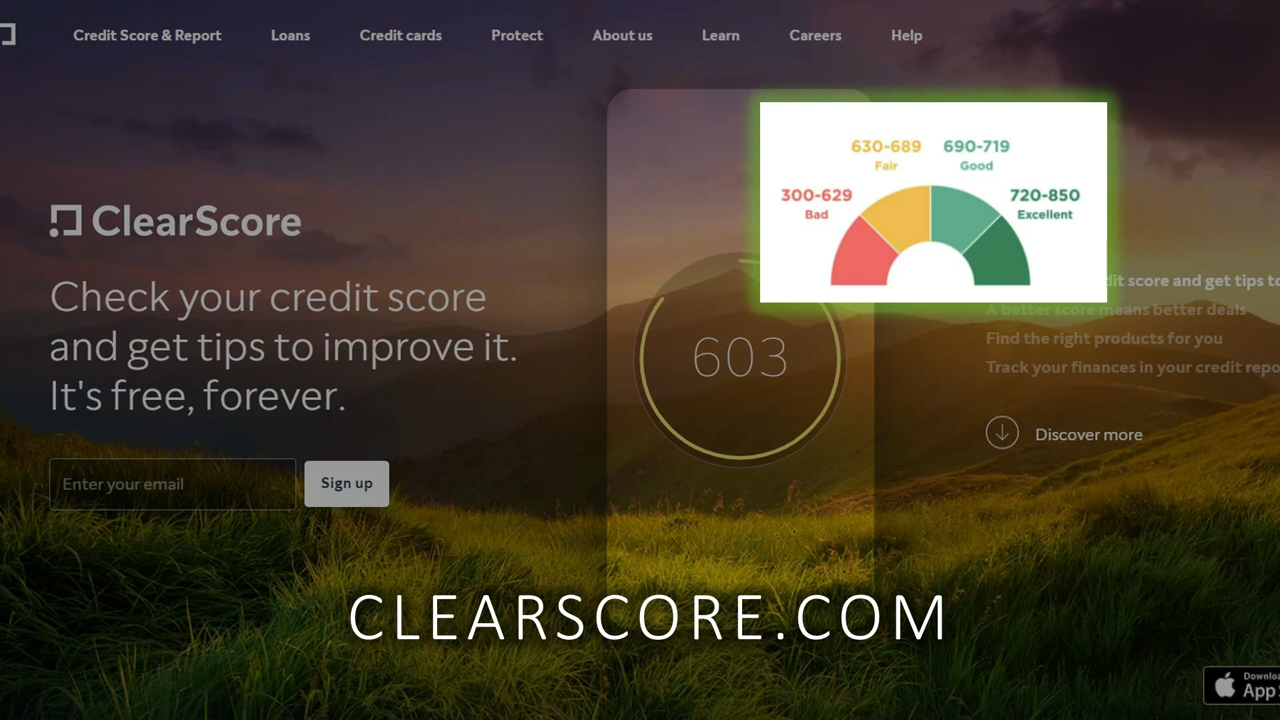 Credit Score & Report Loans Credit cards Protect About us Learn Careers Help
ClearScore
Check your credit score
and get tips to improve it.
It's free, forever.
Enter your email
Sign up
603
630-689 690-719
Fair Good
300-629 720-850
Bad Excellent
score and get tips to
A better score means better deals
Find the right products for you
Track your finances in your credit
Discover more
CLEARSCORE.COM
App